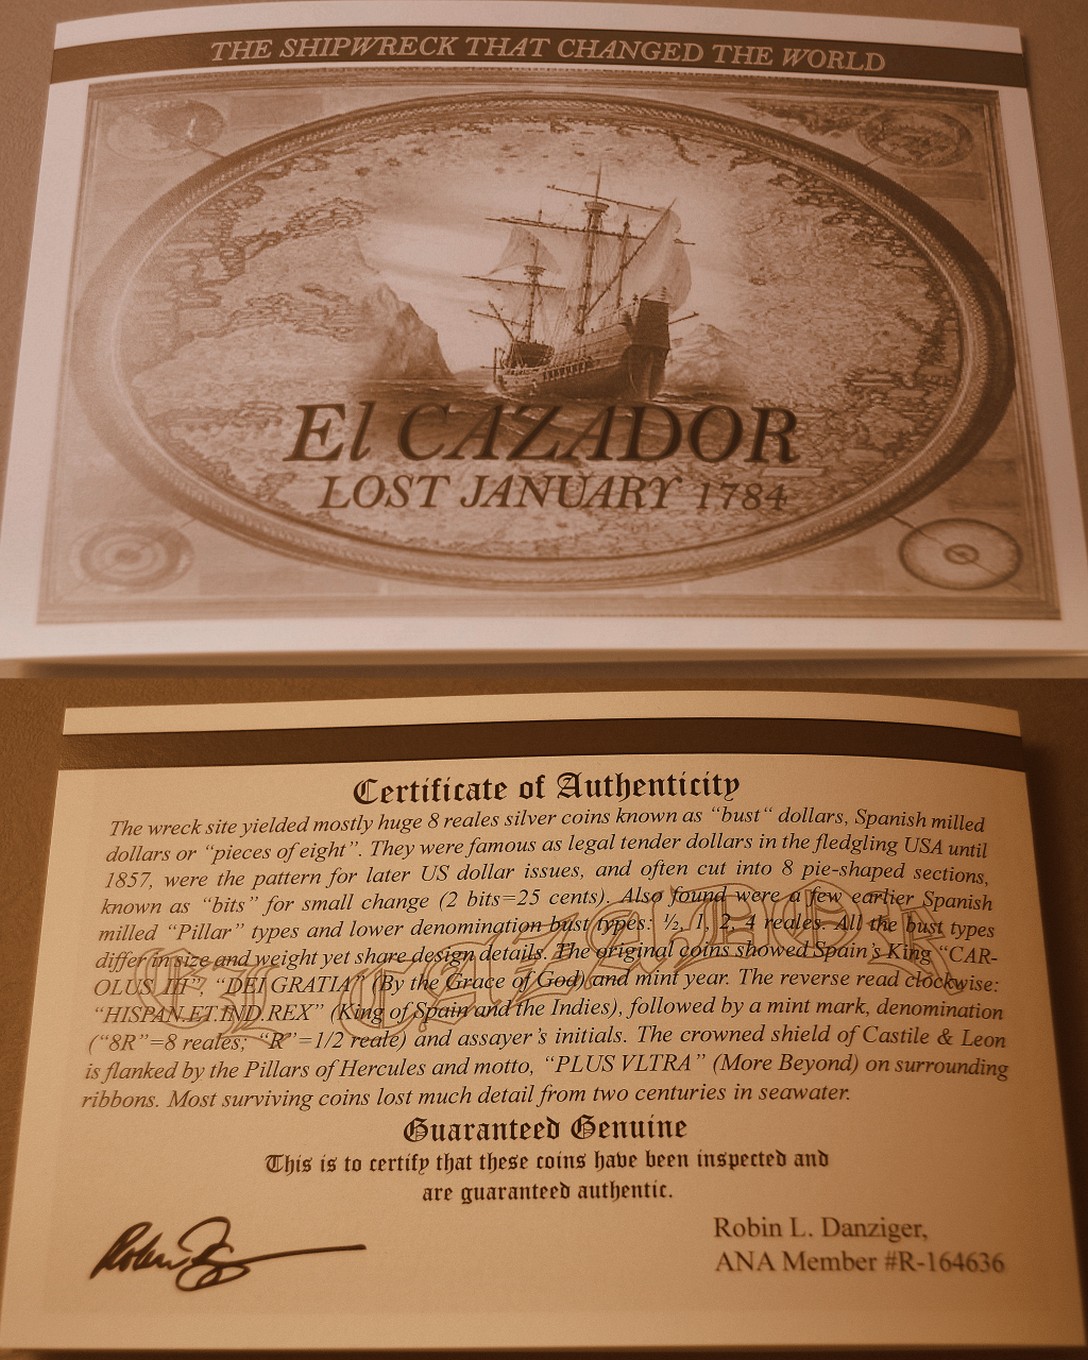 THE SHIPWRECK THAT CHANGED THE WORLD
El CAZADOR
LOST JANUARY 1784
Certificate of Authenticity
The wreck site yielded mostly huge 8 reales silver coins known as “bust“ dollars, Spanish milled
dollars or “pieces of eight”. They were famous as legal tender dollars in the fledgling USA until
1857, were the pattern for later US dollar issues, and often cut into 8 pie-shaped sections,
known as “bits” for small change (2 bits=25 cents). Also found were a few earlier Spanish
milled “Pillar” types and lower denomination bust types: ½, 1, 2, 4 reales. All the bust types
differ in size and weight yet share design details. The original coins showed Spain’s King “CAR-
OLUS III”, “DEI GRATIA” (By the Grace of God) and mint year. The reverse read clockwise:
“HISPAN.ET.IND.REX” (King of Spain and the Indies), followed by a mint mark, denomination
(“8R”=8 reales; “R”=1/2 reale) and assayer’s initials. The crowned shield of Castile & Leon
is flanked by the Pillars of Hercules and motto, “PLUS VLTRA” (More Beyond) on surrounding
ribbons. Most surviving coins lost much detail from two centuries in seawater.
El CAZADOR
Guaranteed Genuine
This is to certify that these coins have been inspected and
are guaranteed authentic.
Robin L. Danziger,
ANA Member #R-164636